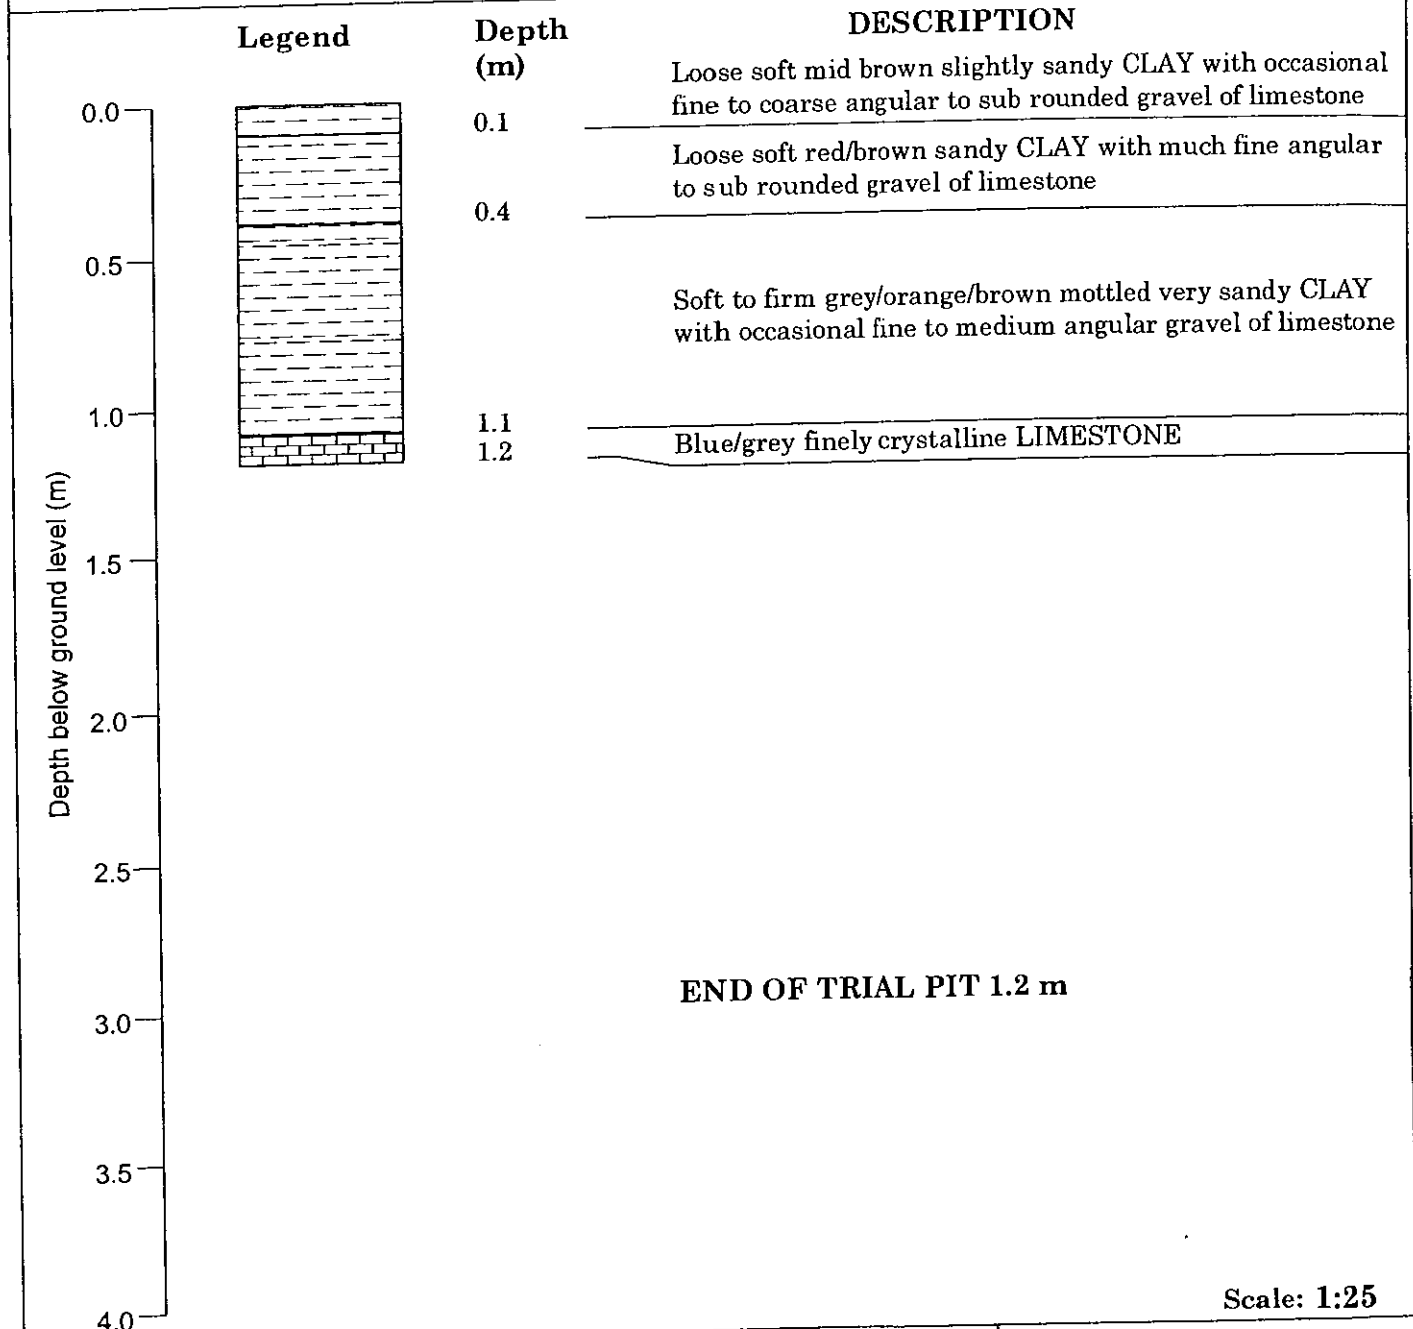 Legend
Depth
(m)
DESCRIPTION
Loose soft mid brown slightly sandy CLAY with occasional
fine to coarse angular to sub rounded gravel of limestone
0.0
0.1
Loose soft red/brown sandy CLAY with much fine angular
to sub rounded gravel of limestone
0.4
0.5
Soft to firm grey/orange/brown mottled very sandy CLAY
with occasional fine to medium angular gravel of limestone
1.0
1.1
Blue/grey finely crystalline LIMESTONE
1.2
Depth below ground level (m)
1.5
2.0
2.5
END OF TRIAL PIT 1.2 m
3.0
3.5
Scale: 1:25
4.0